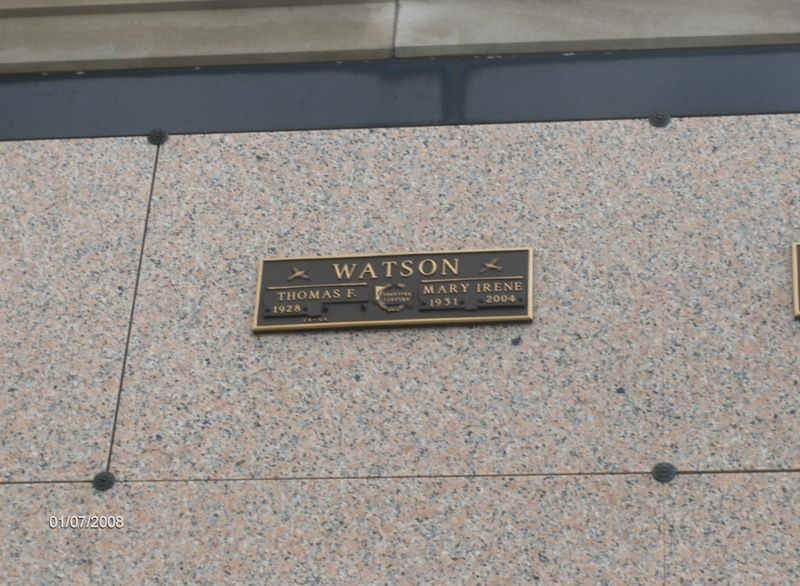 WATSON
THOMAS F.
1928
MARY IRENE
1931 2004
01/07/2008